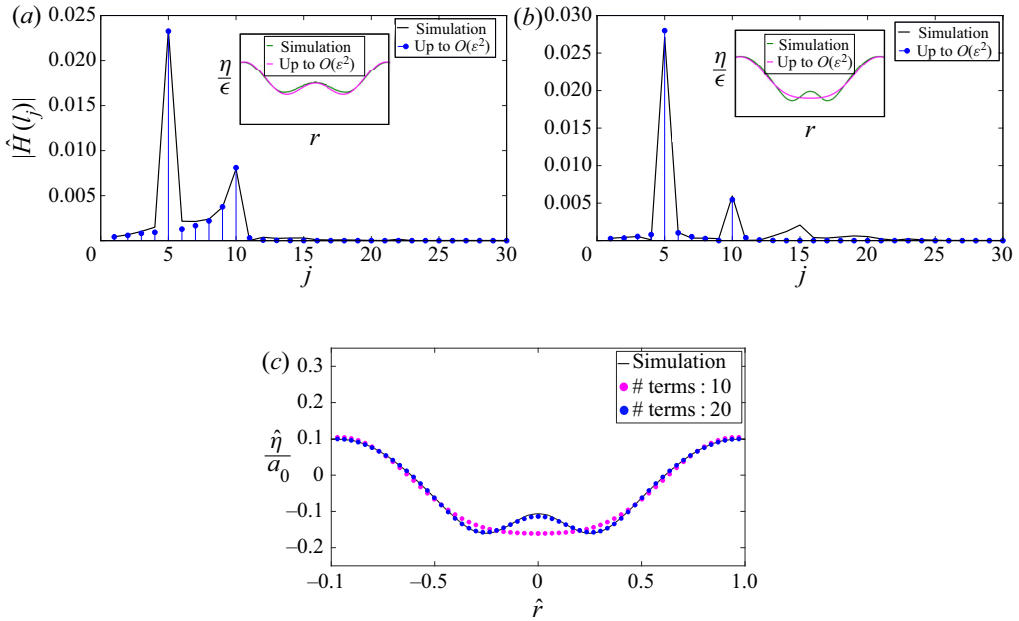 (a)
0.025
0.020
0.015
0.010
0.005
0
|Ĥ(l_j)|
5
10
15
20
25
30
j
Simulation
Up to O(ε²)
Simulation
Up to O(ε²)
η/ϵ
r
(b)
0.030
0.025
0.020
0.015
0.010
0.005
0
5
10
15
20
25
30
j
Simulation
Up to O(ε²)
Simulation
Up to O(ε²)
η/ϵ
r
(c)
0.3
0.2
0.1
0
−0.1
−0.2
η̂/a₀
−0.1
−0.5
0
0.5
1.0
r̂
Simulation
# terms : 10
# terms : 20